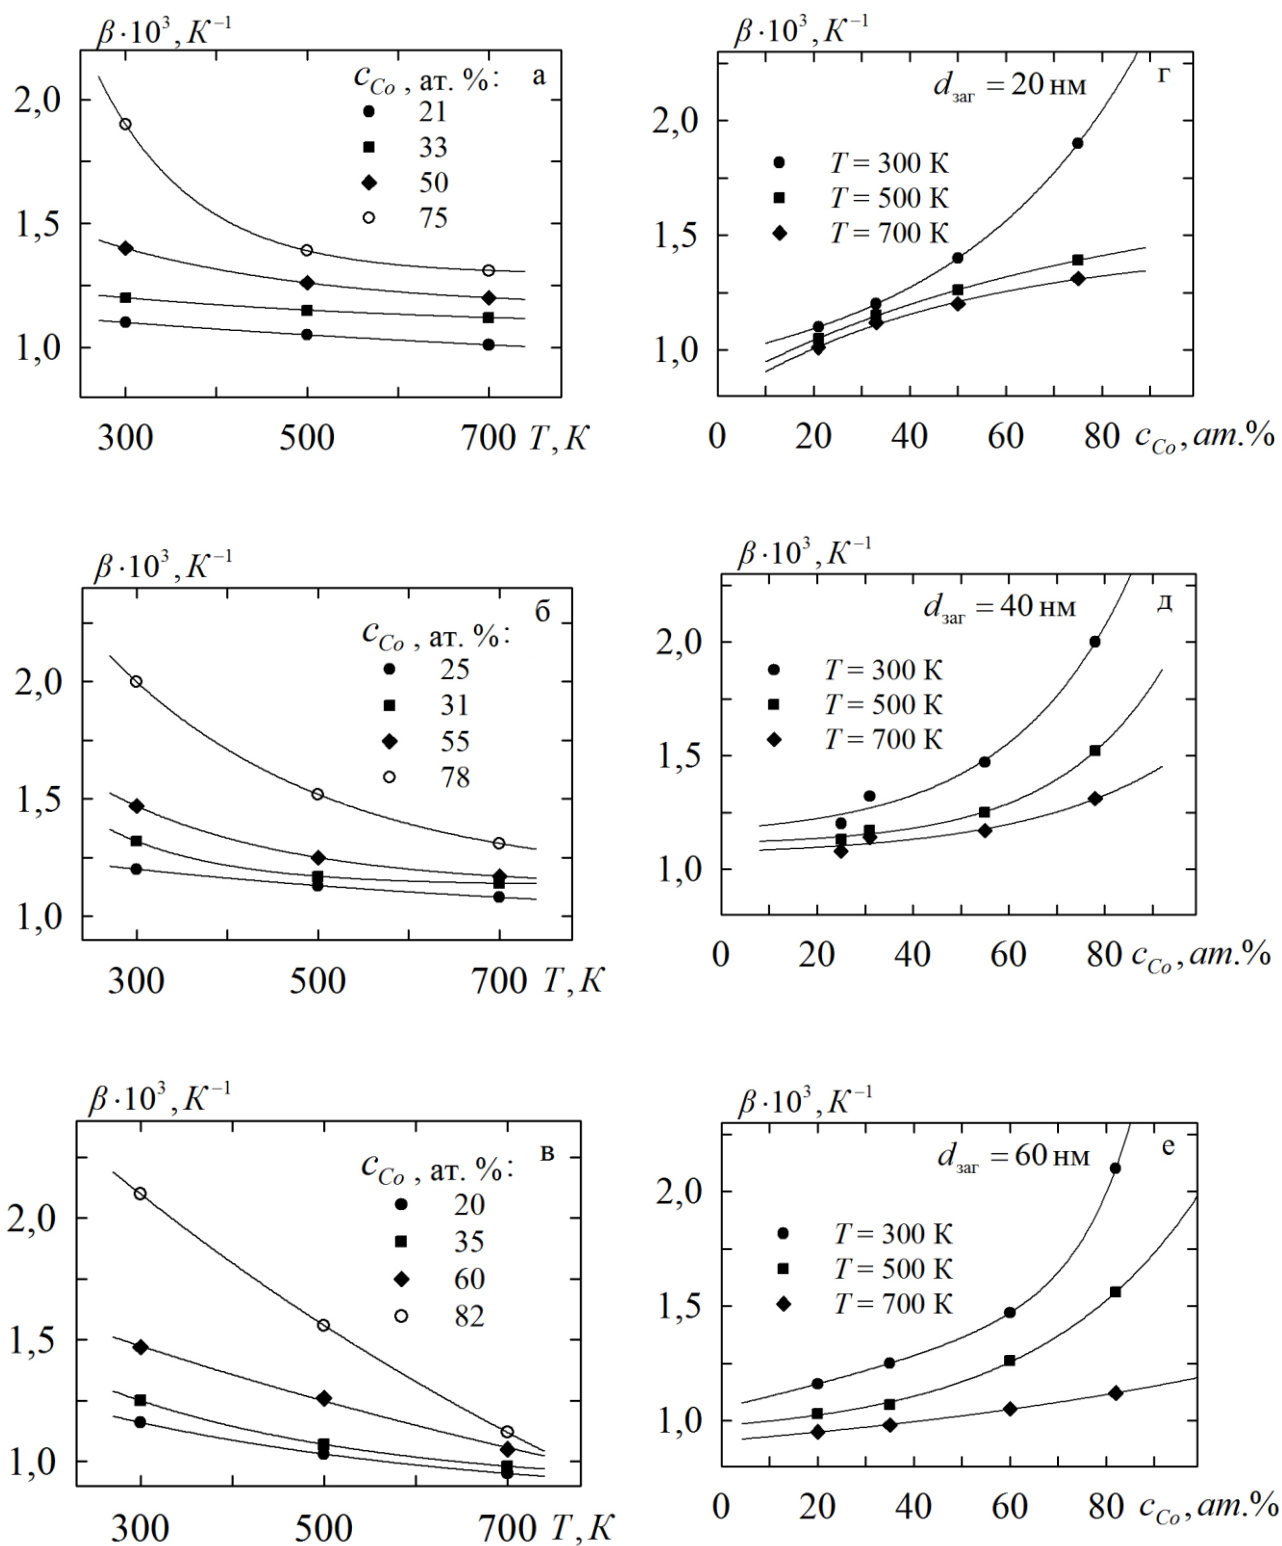 β·10³, К⁻¹
c_Co, ат. %: а
21
33
50
75
2,0
1,5
1,0
300 500 700 T, К
β·10³, К⁻¹
d_заг = 20 нм г
T = 300 К
T = 500 К
T = 700 К
2,0
1,5
1,0
0 20 40 60 80 c_Co, ат.%
β·10³, К⁻¹
б
c_Co, ат. %:
25
31
55
78
2,0
1,5
1,0
300 500 700 T, К
β·10³, К⁻¹
d_заг = 40 нм д
T = 300 К
T = 500 К
T = 700 К
2,0
1,5
1,0
0 20 40 60 80 c_Co, ат.%
β·10³, К⁻¹
c_Co, ат. %: в
20
35
60
82
2,0
1,5
1,0
300 500 700 T, К
β·10³, К⁻¹
d_заг = 60 нм е
T = 300 К
T = 500 К
T = 700 К
2,0
1,5
1,0
0 20 40 60 80 c_Co, ат.%